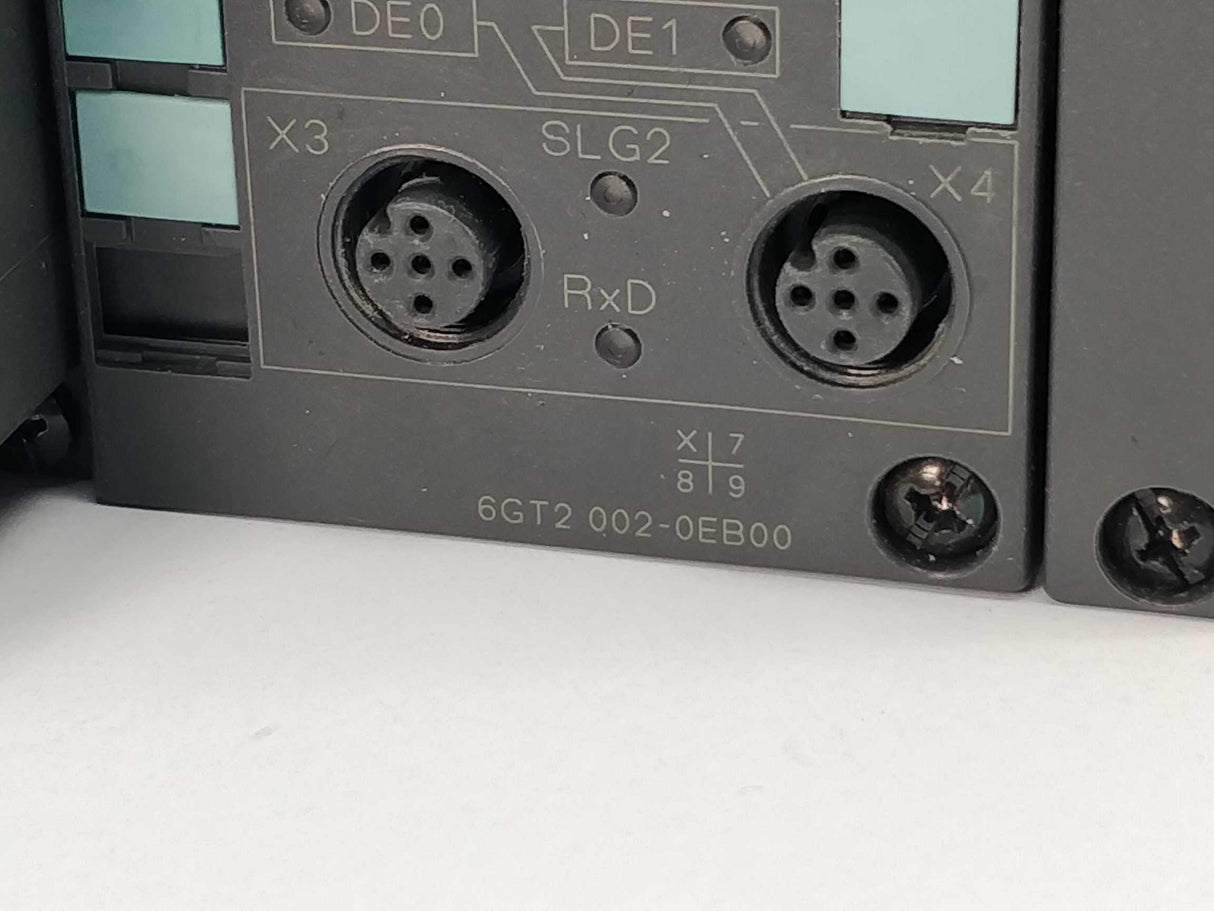 DE0
DE1
X3
SLG2
X4
RxD
X 7
8 9
6GT2 002-0EB00